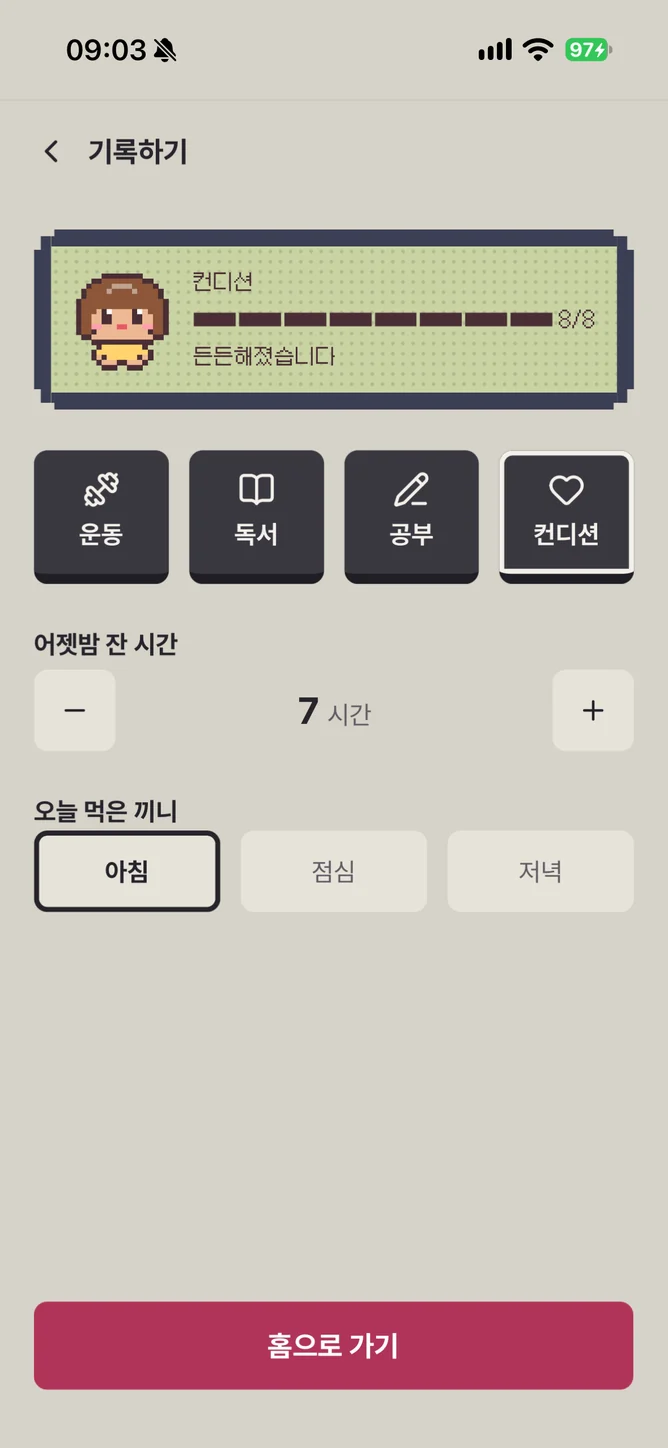 09:03
97
기록하기
컨디션
8/8
든든해졌습니다
운동
독서
공부
컨디션
어젯밤 잔 시간
− 7 시간 +
오늘 먹은 끼니
아침
점심
저녁
홈으로 가기